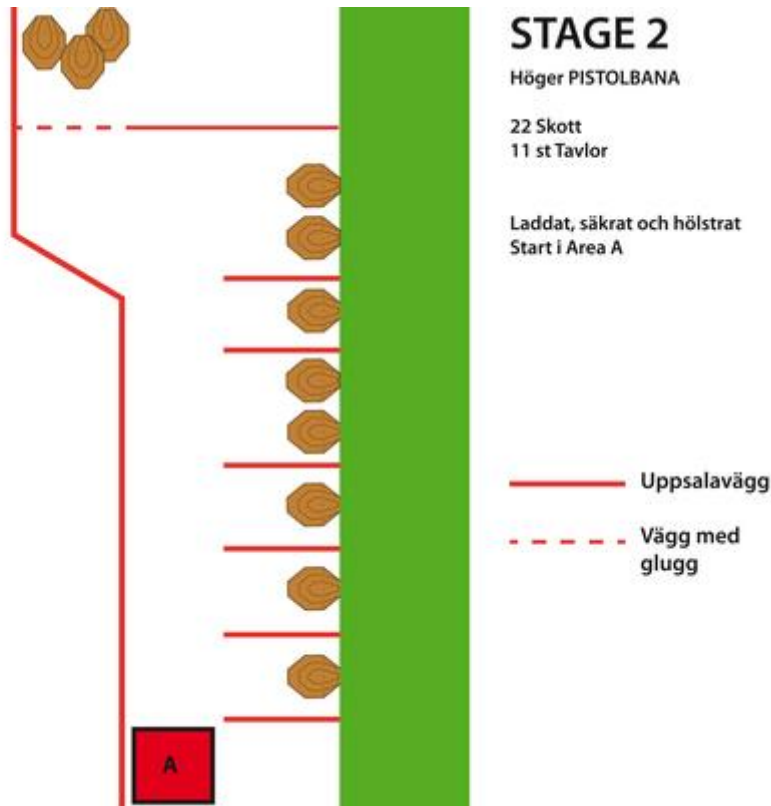 STAGE 2
Höger PISTOLBANA
22 Skott
11 st Tavlor
Laddat, säkrat och hölstrat
Start i Area A
Uppsalavägg
Vägg med
glugg
A